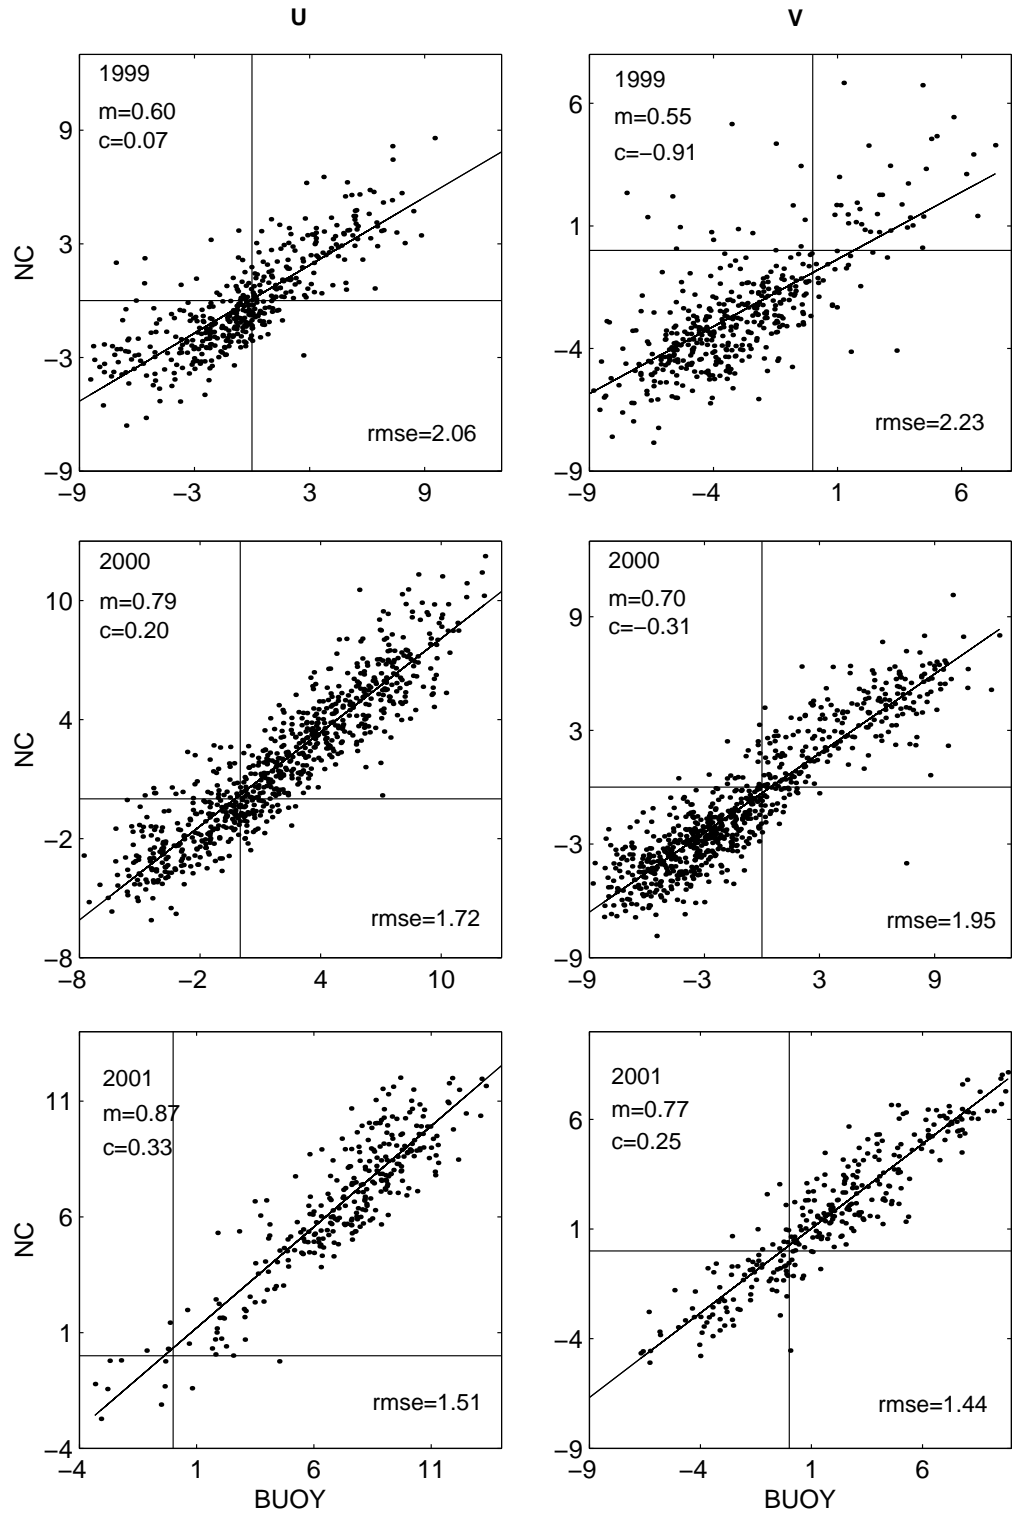 U
V
1999
m=0.60
c=0.07
rmse=2.06
NC
9
3
−3
−9
−9
−3
3
9
1999
m=0.55
c=−0.91
rmse=2.23
6
1
−4
−9
−9
−4
1
6
2000
m=0.79
c=0.20
rmse=1.72
NC
10
4
−2
−8
−8
−2
4
10
2000
m=0.70
c=−0.31
rmse=1.95
9
3
−3
−9
−9
−3
3
9
2001
m=0.87
c=0.33
rmse=1.51
NC
11
6
1
−4
−4
1
6
11
BUOY
2001
m=0.77
c=0.25
rmse=1.44
6
1
−4
−9
−9
−4
1
6
BUOY